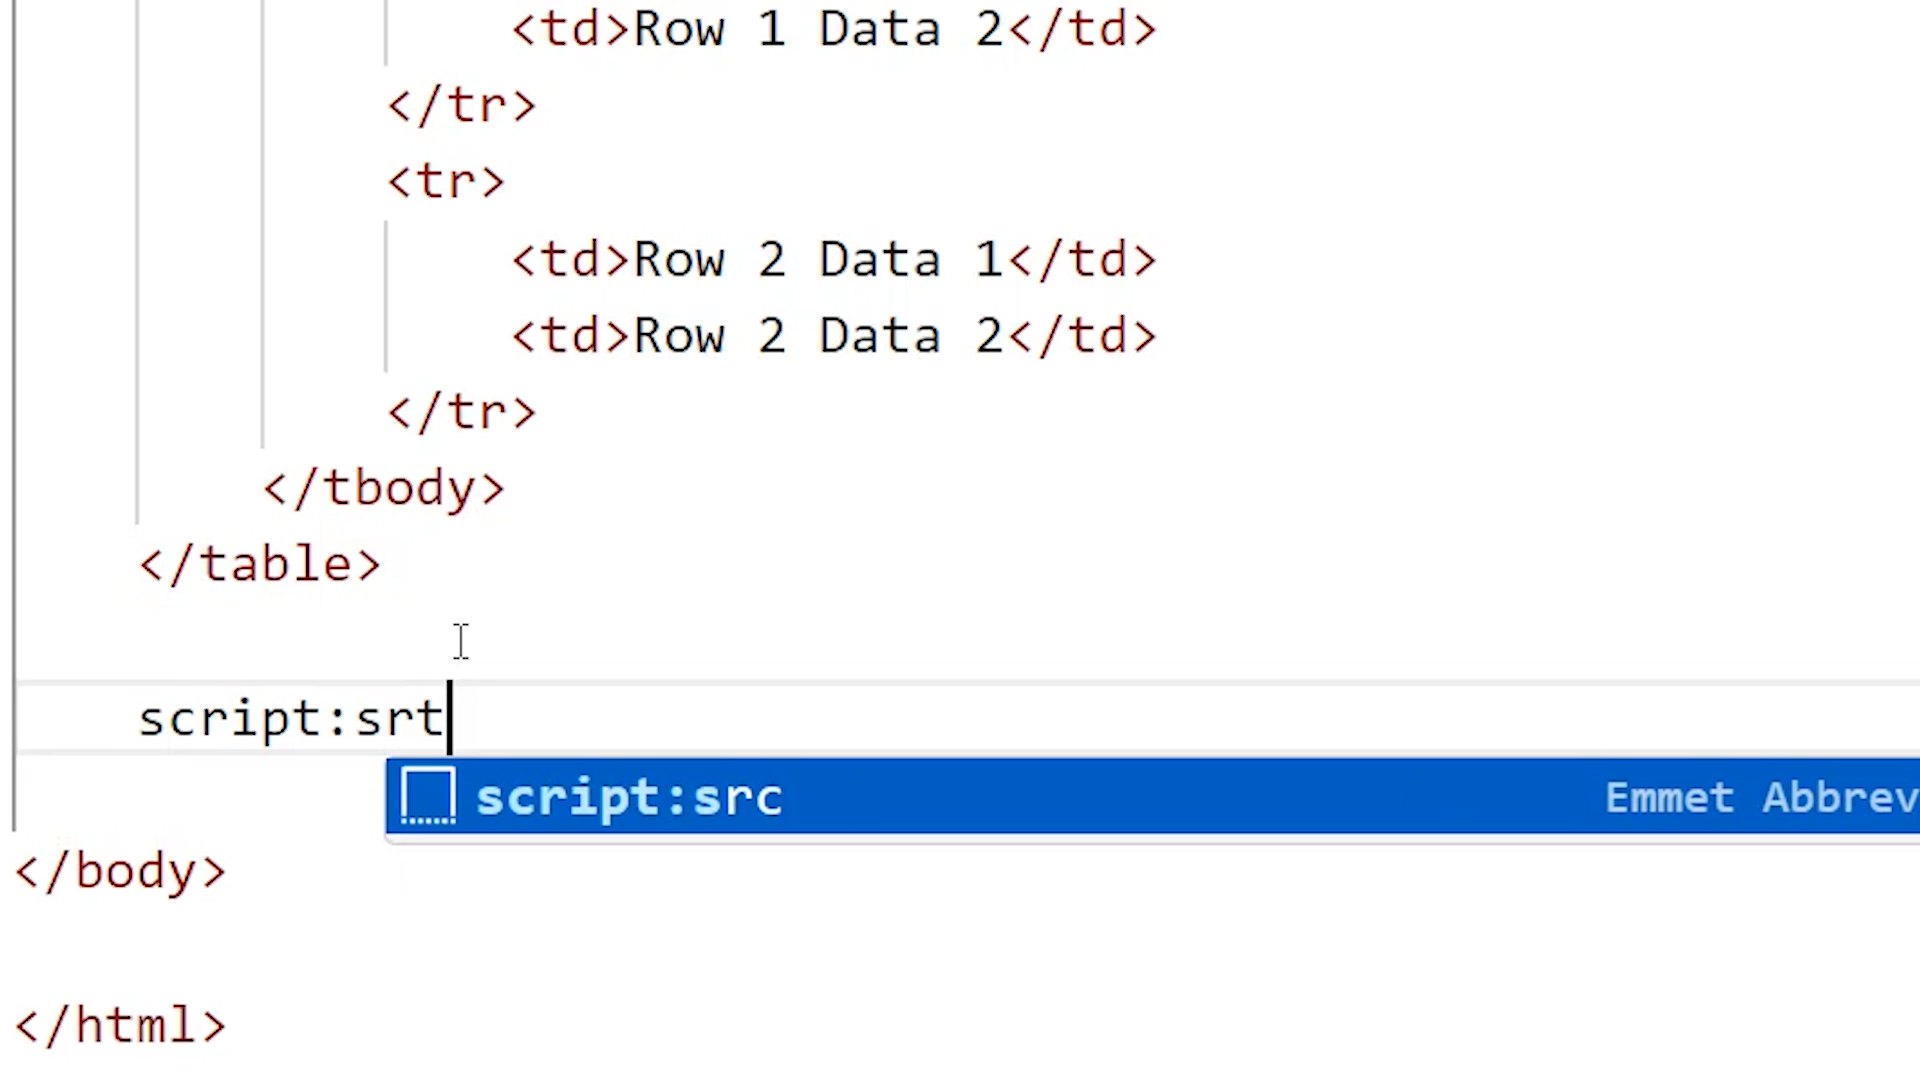 <td>Row 1 Data 2</td>
</tr>
<tr>
<td>Row 2 Data 1</td>
<td>Row 2 Data 2</td>
</tr>
</tbody>
</table>
script:srt
script:src Emmet Abbrev
</body>
</html>